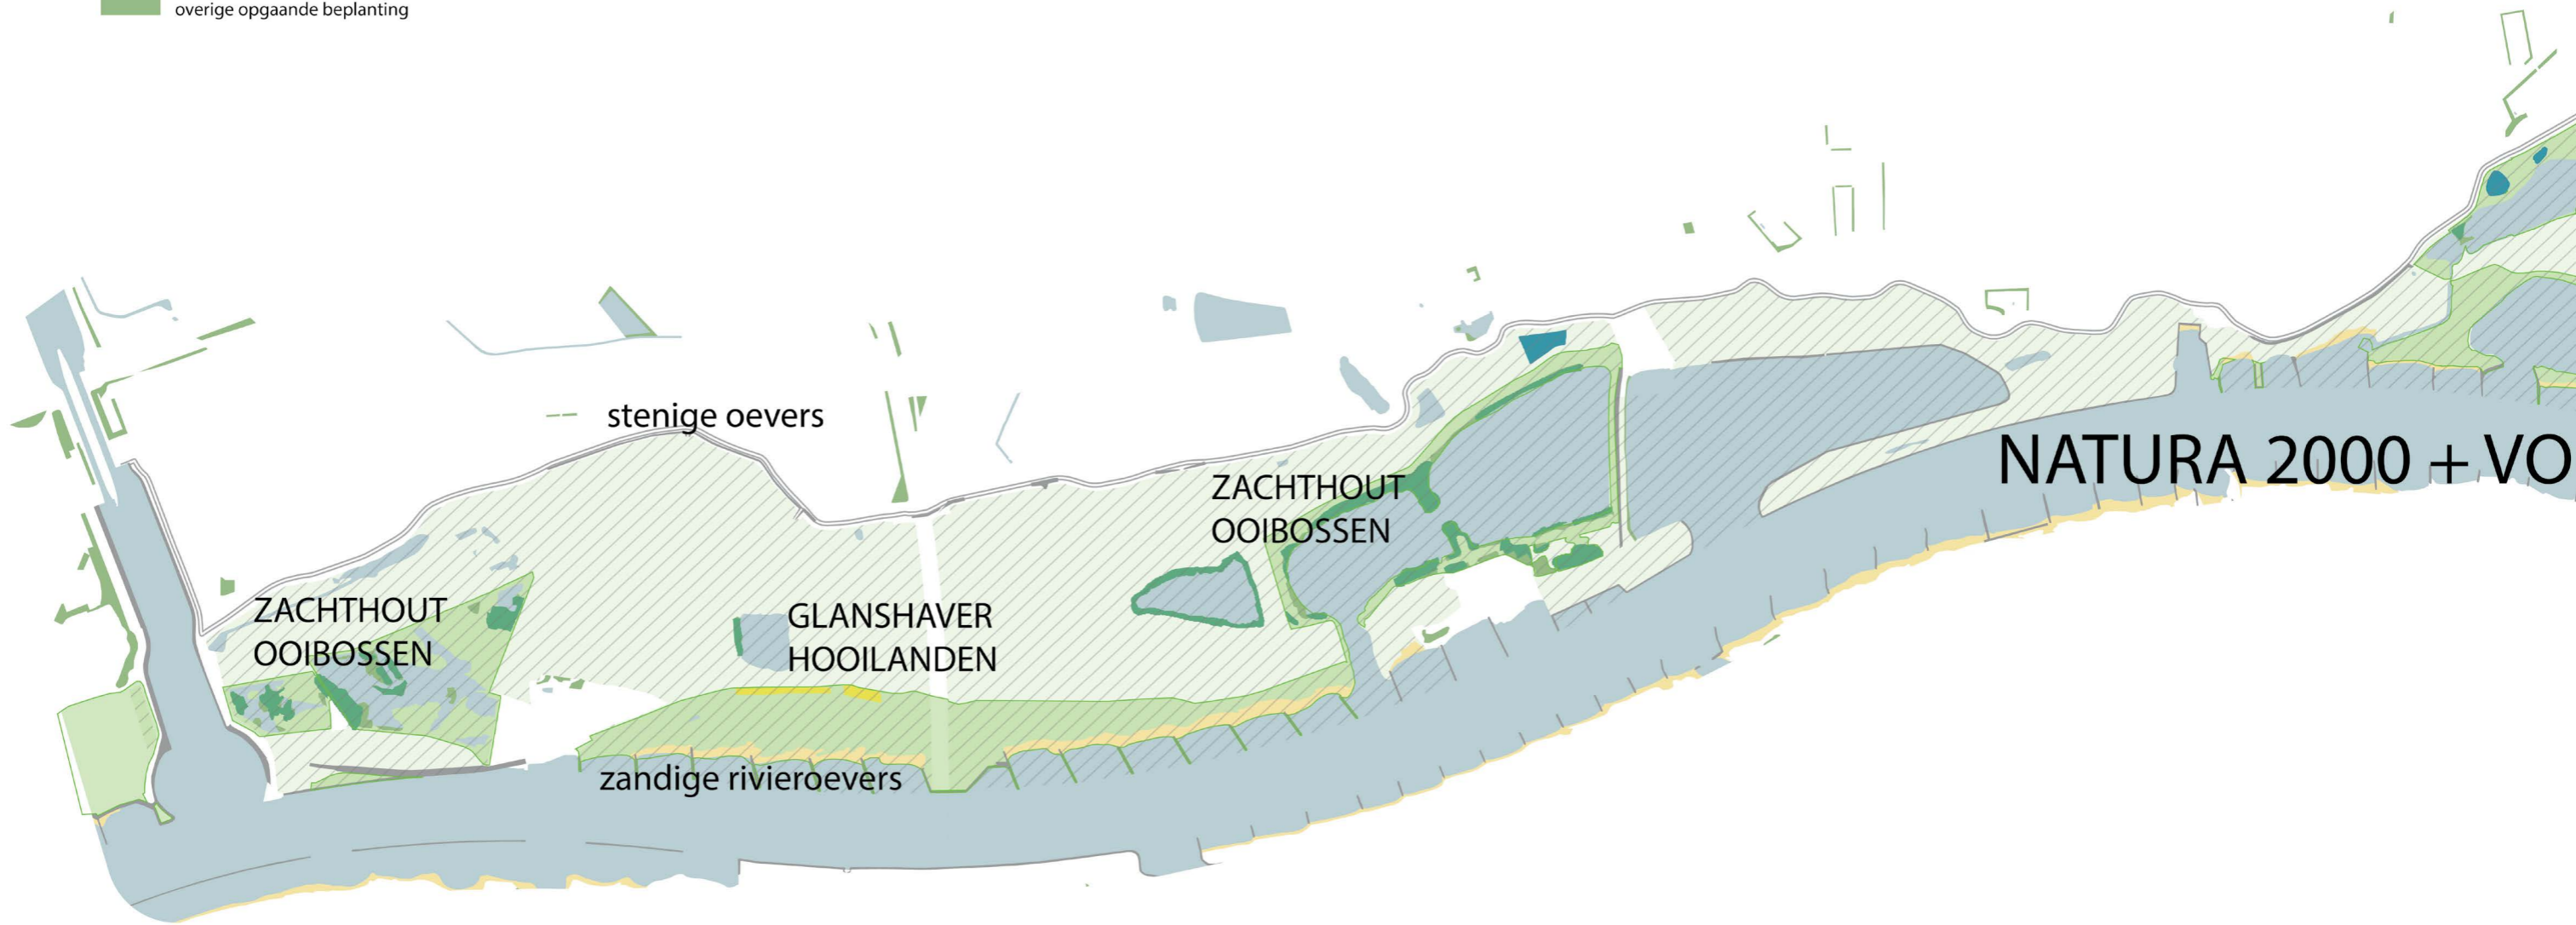 overige opgaande beplanting
stenige oevers
ZACHTHOUT
OOIBOSSEN
NATURA 2000 + VO
ZACHTHOUT
OOIBOSSEN
GLANSHAVER
HOOILANDEN
zandige rivieroevers